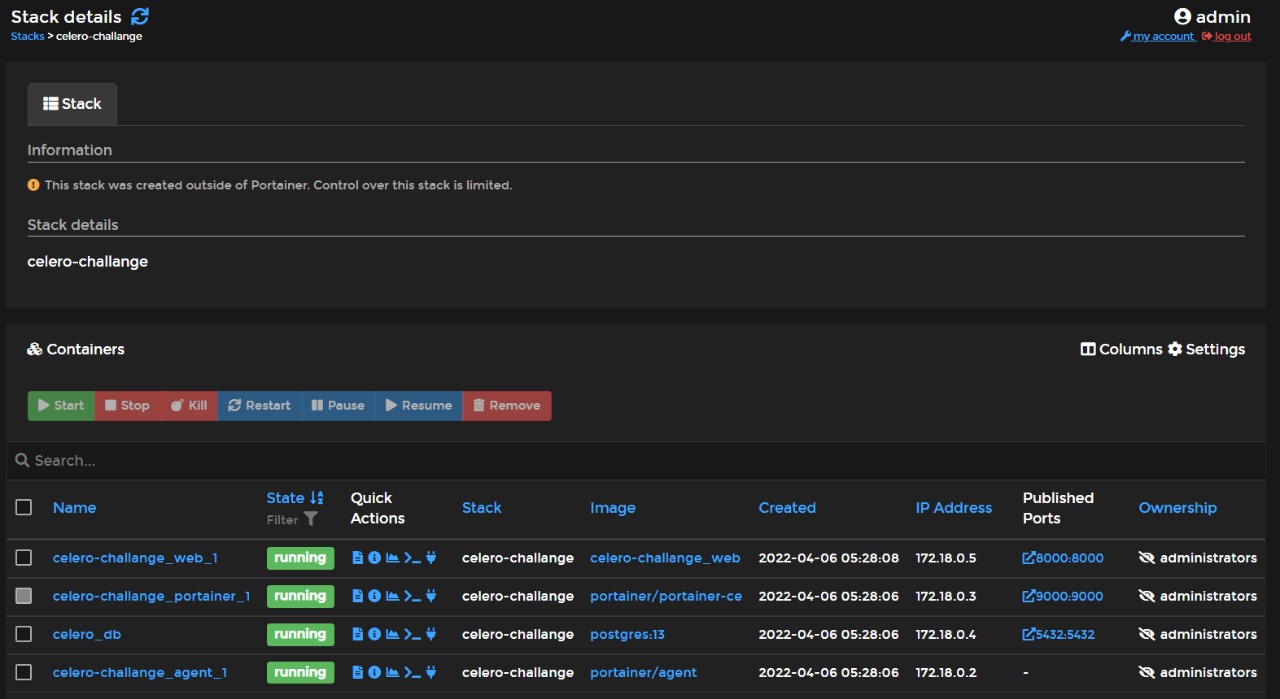 Stack details
admin
Stacks > celero-challange
my account log out
Stack
Information
This stack was created outside of Portainer. Control over this stack is limited.
Stack details
celero-challange
Containers
Columns Settings
Start Stop Kill Restart Pause Resume Remove
Search...
Name State Filter Quick Actions Stack Image Created IP Address Published Ports Ownership
celero-challange_web_1 running celero-challange celero-challange_web 2022-04-06 05:28:08 172.18.0.5 8000:8000 administrators
celero-challange_portainer_1 running celero-challange portainer/portainer-ce 2022-04-06 05:28:06 172.18.0.3 9000:9000 administrators
celero_db running celero-challange postgres:13 2022-04-06 05:28:06 172.18.0.4 5432:5432 administrators
celero-challange_agent_1 running celero-challange portainer/agent 2022-04-06 05:28:06 172.18.0.2 - administrators